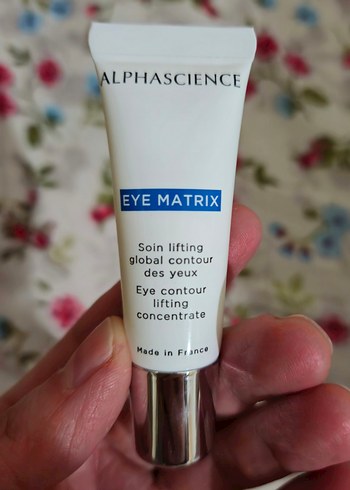 ALPHASCIENCE
EYE MATRIX
Soin lifting
global contour
des yeux
Eye contour
lifting
concentrate
Made in France